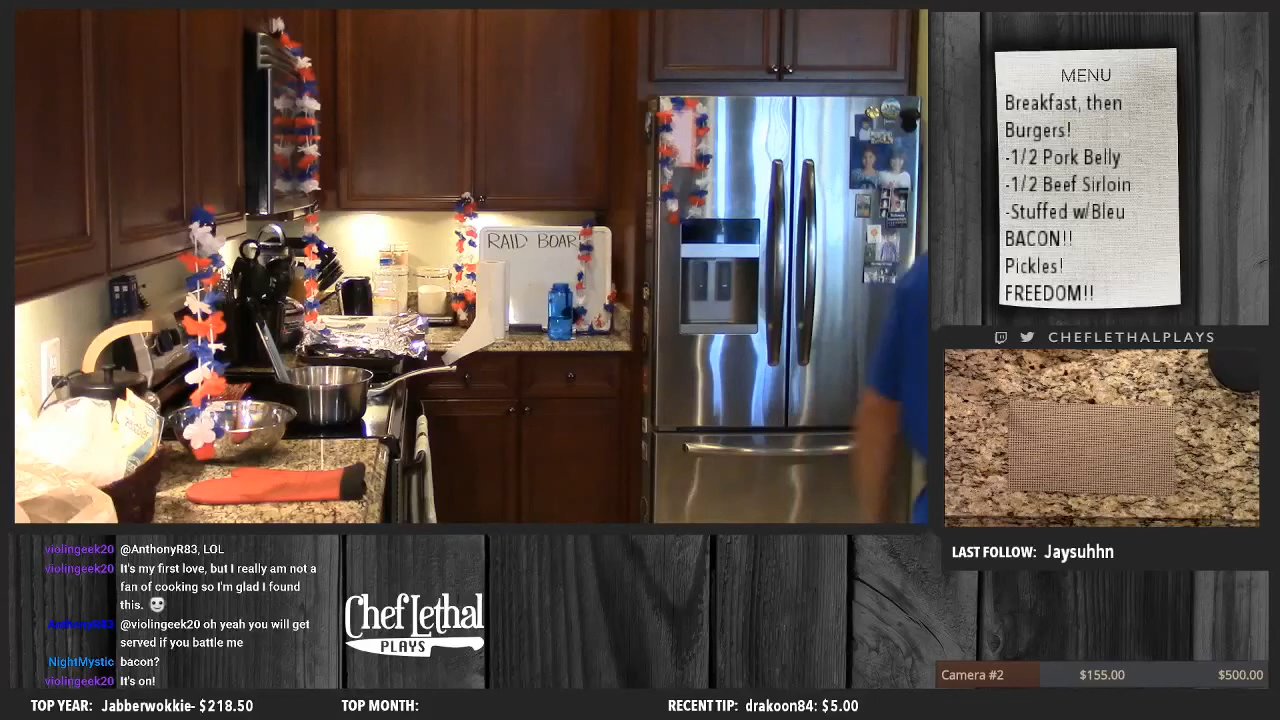 RAID BOAR
MENU
Breakfast, then
Burgers!
-1/2 Pork Belly
-1/2 Beef Sirloin
-Stuffed w/Bleu
BACON!!
Pickles!
FREEDOM!!
CHEFLETHALPLAYS
LAST FOLLOW: Jaysuhhn
violingeek20 @AnthonyR83, LOL
violingeek20 It's my first love, but I really am not a
fan of cooking so I'm glad I found
this.
AnthonyR83 @violingeek20 oh yeah you will get
served if you battle me
NightMystic bacon?
violingeek20 It's on!
Chef Lethal
PLAYS
Camera #2 $155.00 $500.00
TOP YEAR: Jabberwokkie- $218.50 TOP MONTH: RECENT TIP: drakoon84: $5.00